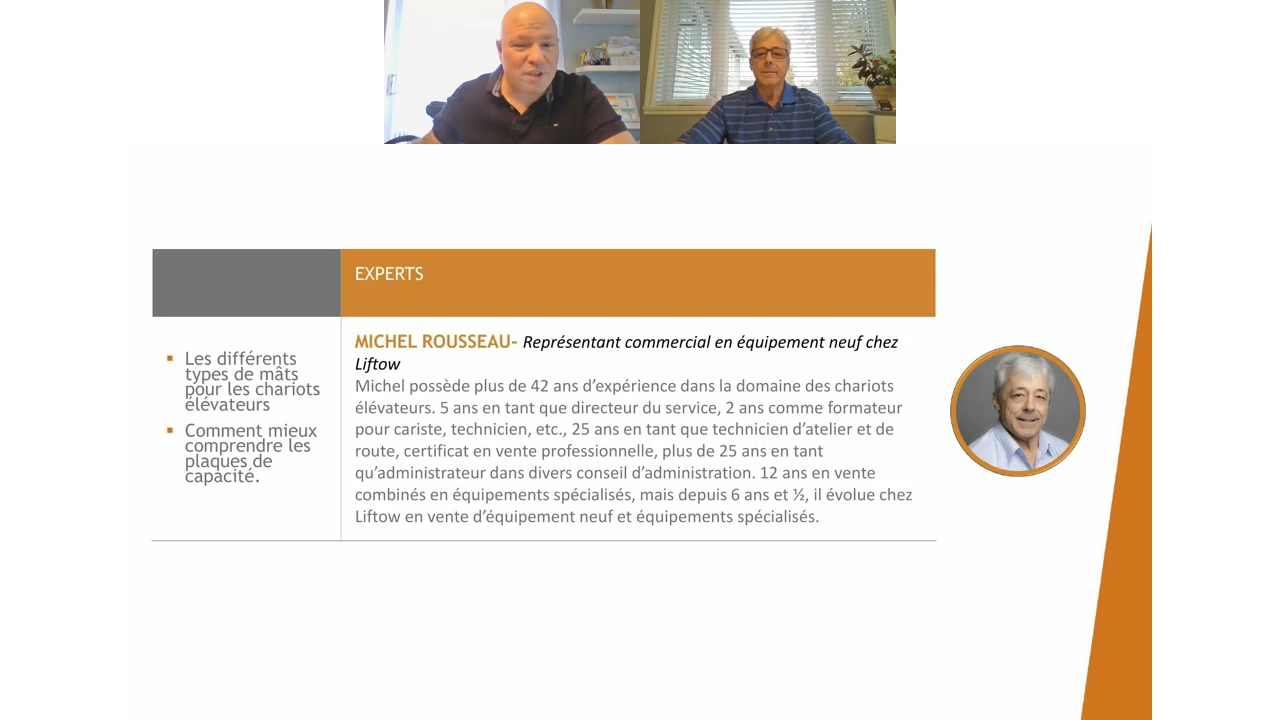 EXPERTS
▪ Les différents
types de mâts
pour les chariots
élévateurs
▪ Comment mieux
comprendre les
plaques de
capacité.
MICHEL ROUSSEAU- Représentant commercial en équipement neuf chez
Liftow
Michel possède plus de 42 ans d’expérience dans la domaine des chariots
élévateurs. 5 ans en tant que directeur du service, 2 ans comme formateur
pour cariste, technicien, etc., 25 ans en tant que technicien d’atelier et de
route, certificat en vente professionnelle, plus de 25 ans en tant
qu’administrateur dans divers conseil d’administration. 12 ans en vente
combinés en équipements spécialisés, mais depuis 6 ans et ½, il évolue chez
Liftow en vente d’équipement neuf et équipements spécialisés.